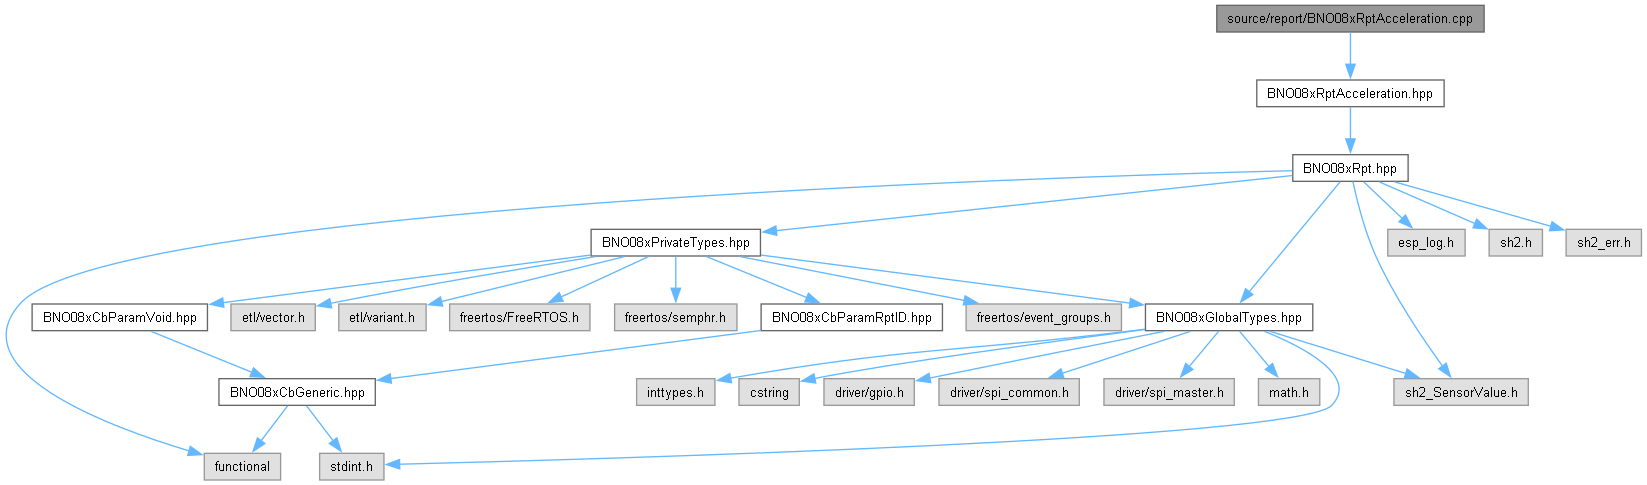 source/report/BNO08xRptAcceleration.cpp
BNO08xRptAcceleration.hpp
BNO08xRpt.hpp
BNO08xPrivateTypes.hpp
esp_log.h
sh2.h
sh2_err.h
BNO08xCbParamVoid.hpp
etl/vector.h
etl/variant.h
freertos/FreeRTOS.h
freertos/semphr.h
BNO08xCbParamRptID.hpp
freertos/event_groups.h
BNO08xGlobalTypes.hpp
BNO08xCbGeneric.hpp
inttypes.h
cstring
driver/gpio.h
driver/spi_common.h
driver/spi_master.h
math.h
sh2_SensorValue.h
functional
stdint.h